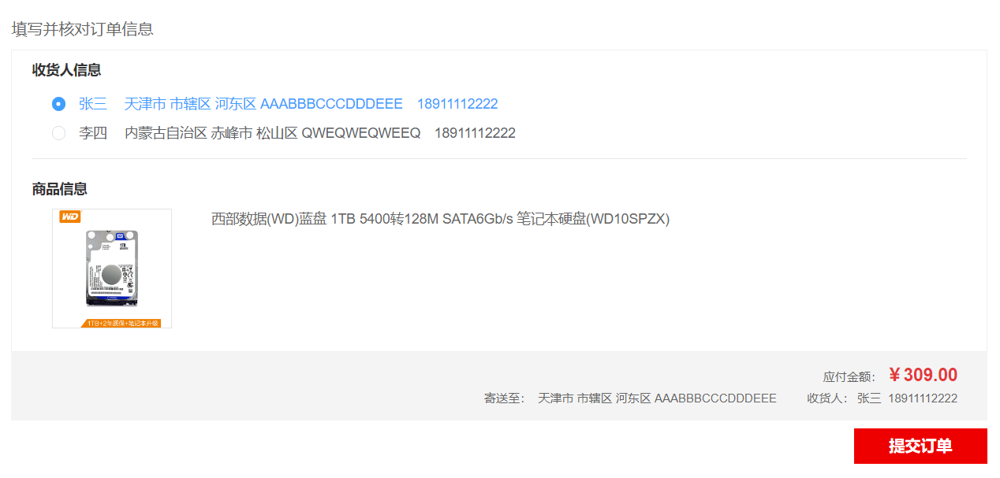 填写并核对订单信息
收货人信息
张三 天津市 市辖区 河东区 AAABBBCCCDDDEEE 18911112222
李四 内蒙古自治区 赤峰市 松山区 QWEQWEQWEEQ 18911112222
商品信息
WD
西部数据(WD)蓝盘 1TB 5400转128M SATA6Gb/s 笔记本硬盘(WD10SPZX)
1TB
1TB+2年质保+笔记本升级
应付金额： ¥ 309.00
寄送至： 天津市 市辖区 河东区 AAABBBCCCDDDEEE 收货人： 张三 18911112222
提交订单